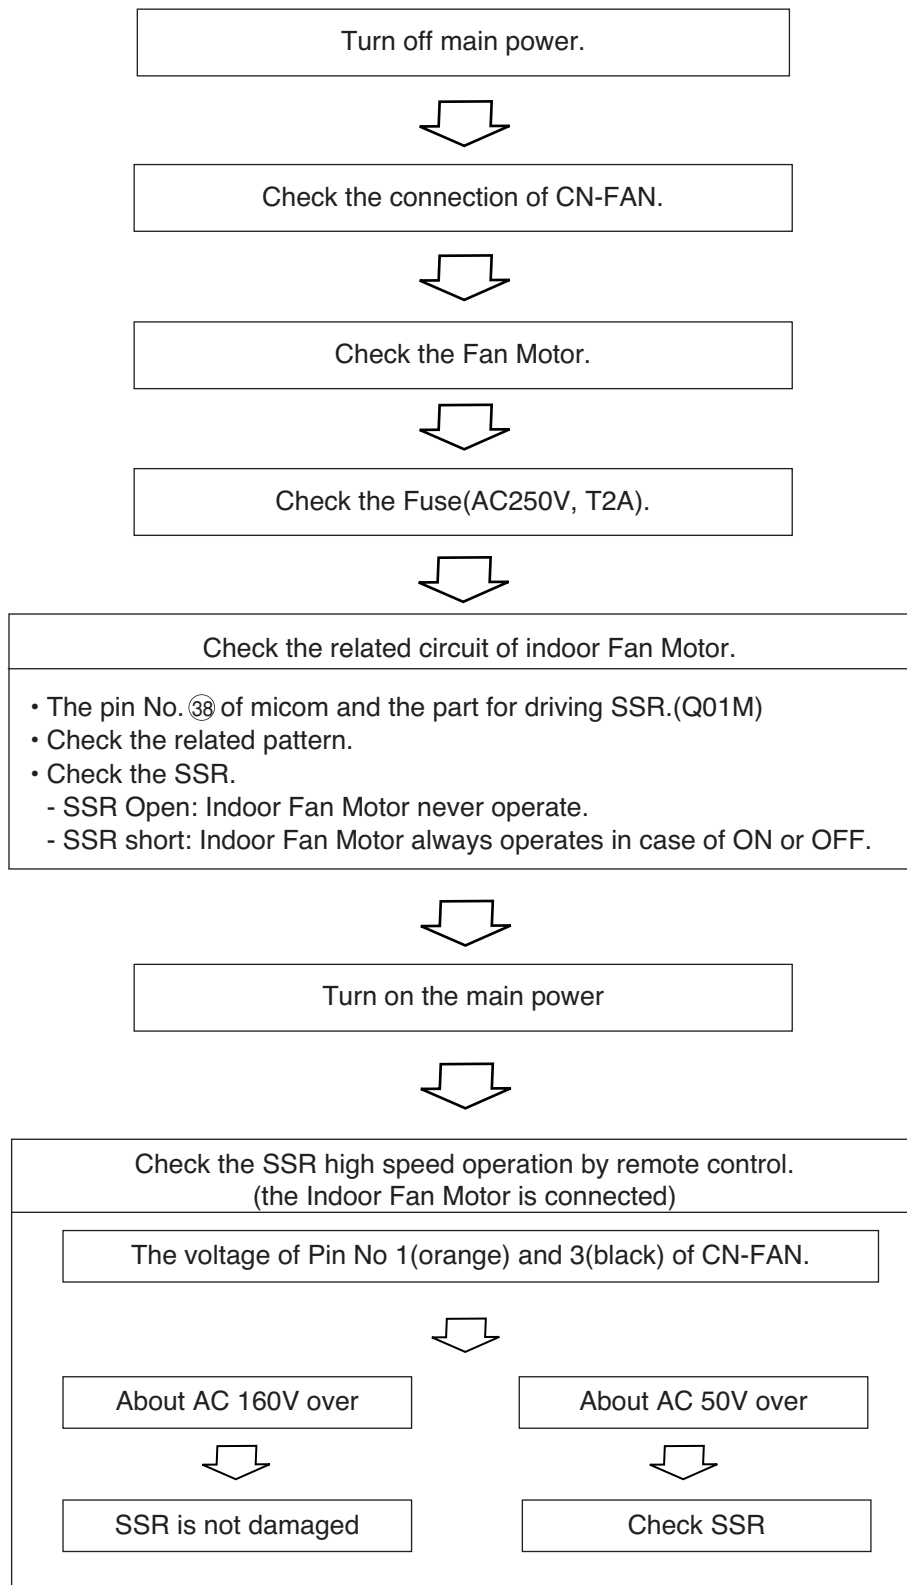 Turn off main power.
Check the connection of CN-FAN.
Check the Fan Motor.
Check the Fuse(AC250V, T2A).
Check the related circuit of indoor Fan Motor.
• The pin No. ㊳ of micom and the part for driving SSR.(Q01M)
• Check the related pattern.
• Check the SSR.
- SSR Open: Indoor Fan Motor never operate.
- SSR short: Indoor Fan Motor always operates in case of ON or OFF.
Turn on the main power
Check the SSR high speed operation by remote control.
(the Indoor Fan Motor is connected)
The voltage of Pin No 1(orange) and 3(black) of CN-FAN.
About AC 160V over
About AC 50V over
SSR is not damaged
Check SSR